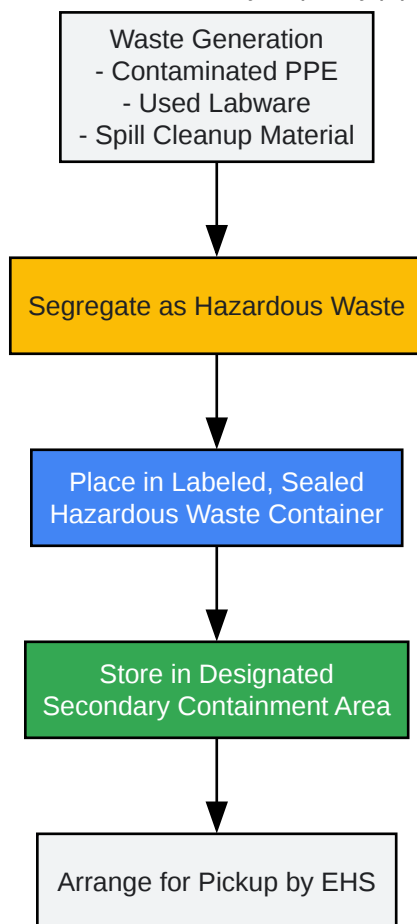 Waste Generation
- Contaminated PPE
- Used Labware
- Spill Cleanup Material
Segregate as Hazardous Waste
Place in Labeled, Sealed
Hazardous Waste Container
Store in Designated
Secondary Containment Area
Arrange for Pickup by EHS